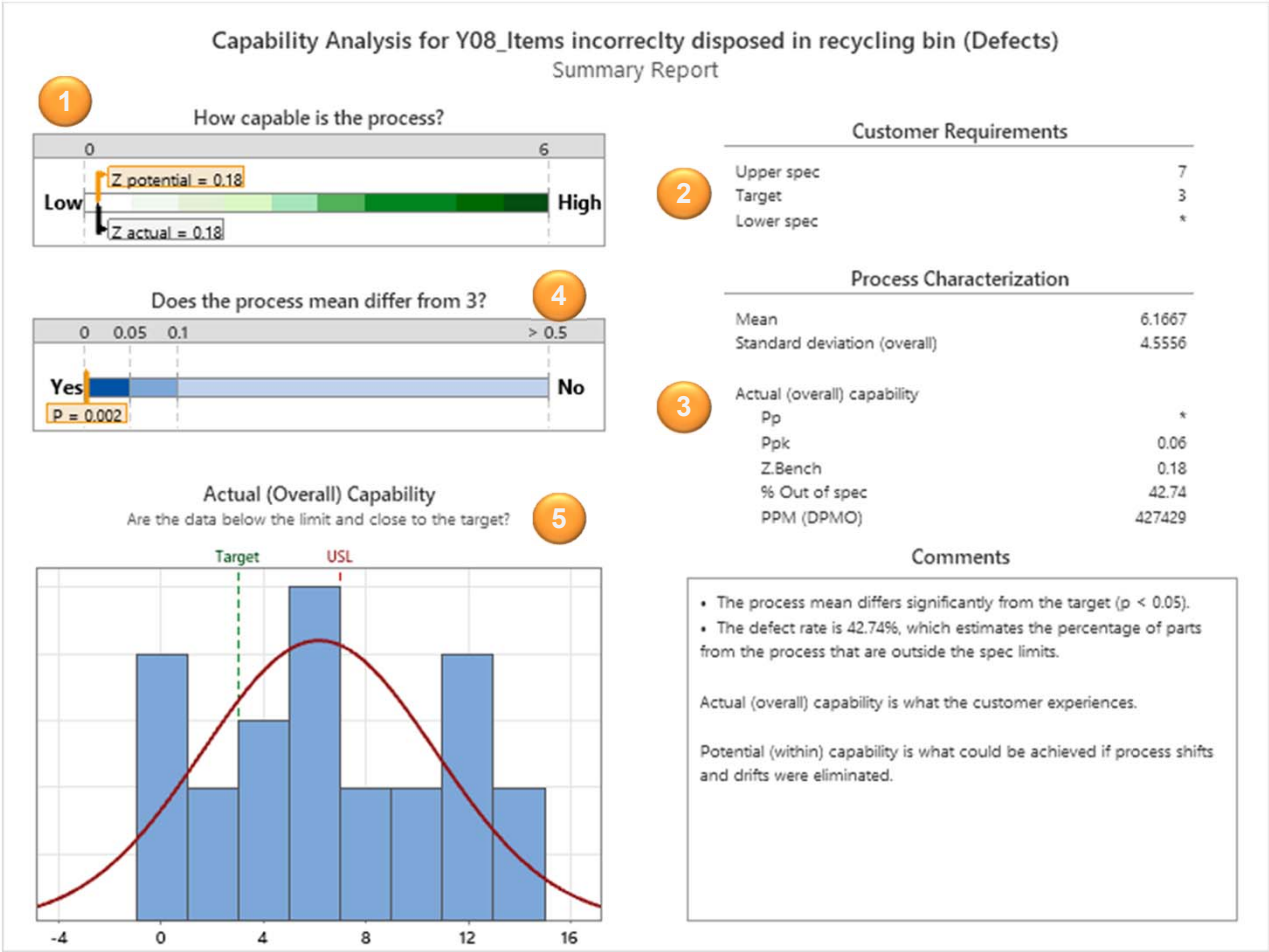 Capability Analysis for Y08_Items incorreclty disposed in recycling bin (Defects)
Summary Report
1
How capable is the process?
0 6
Z potential = 0.18
Low High
Z actual = 0.18
Customer Requirements
2
Upper spec 7
Target 3
Lower spec *
Does the process mean differ from 3?
4
0 0.05 0.1 > 0.5
Yes No
P = 0.002
Process Characterization
Mean 6.1667
Standard deviation (overall) 4.5556
3
Actual (overall) capability
Pp *
Ppk 0.06
Z.Bench 0.18
% Out of spec 42.74
PPM (DPMO) 427429
Actual (Overall) Capability
Are the data below the limit and close to the target?
5
Target USL
-4 0 4 8 12 16
Comments
• The process mean differs significantly from the target (p < 0.05).
• The defect rate is 42.74%, which estimates the percentage of parts
from the process that are outside the spec limits.
Actual (overall) capability is what the customer experiences.
Potential (within) capability is what could be achieved if process shifts
and drifts were eliminated.